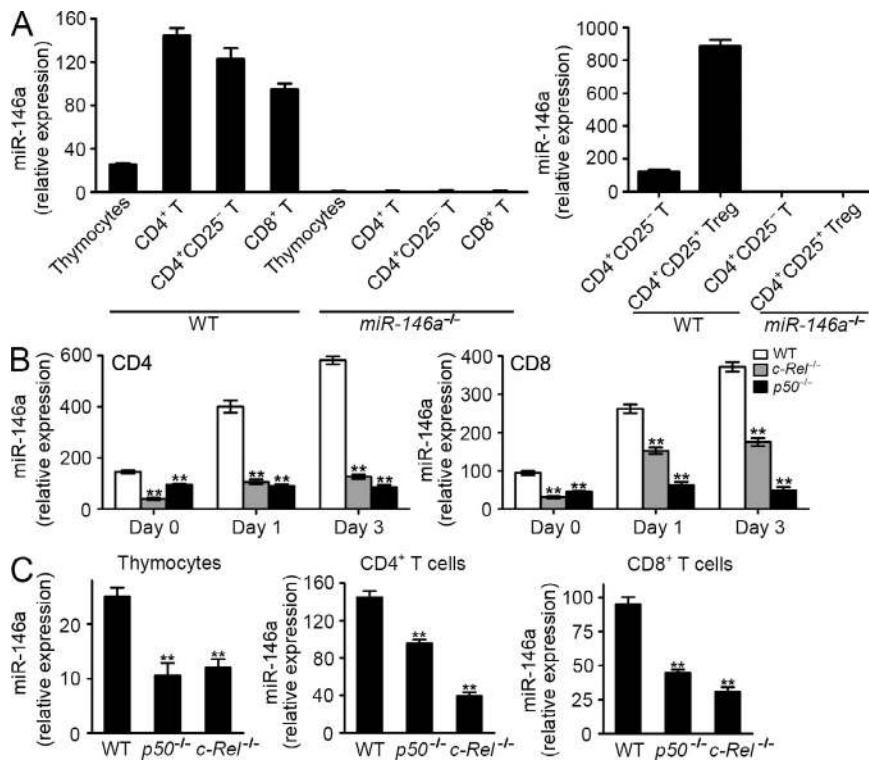 A
miR-146a
(relative expression)
160
120
80
40
0
Thymocytes
CD4⁺ T
CD4⁺CD25⁻ T
CD8⁺ T
Thymocytes
CD4⁺ T
CD4⁺CD25⁻ T
CD8⁺ T
WT
miR-146a⁻/⁻
miR-146a
(relative expression)
1000
800
600
400
200
0
CD4⁺CD25⁻ T
CD4⁺CD25⁺ Treg
CD4⁺CD25⁻ T
CD4⁺CD25⁺ Treg
WT
miR-146a⁻/⁻
B
CD4
miR-146a
(relative expression)
600
400
200
0
** ** ** ** ** **
Day 0 Day 1 Day 3
CD8
miR-146a
(relative expression)
400
300
200
100
0
** ** ** ** ** **
Day 0 Day 1 Day 3
WT
c-Rel⁻/⁻
p50⁻/⁻
C
Thymocytes
miR-146a
(relative expression)
20
10
0
** **
WT p50⁻/⁻ c-Rel⁻/⁻
CD4⁺ T cells
miR-146a
(relative expression)
160
120
80
40
0
** **
WT p50⁻/⁻ c-Rel⁻/⁻
CD8⁺ T cells
miR-146a
(relative expression)
100
75
50
25
0
** **
WT p50⁻/⁻ c-Rel⁻/⁻